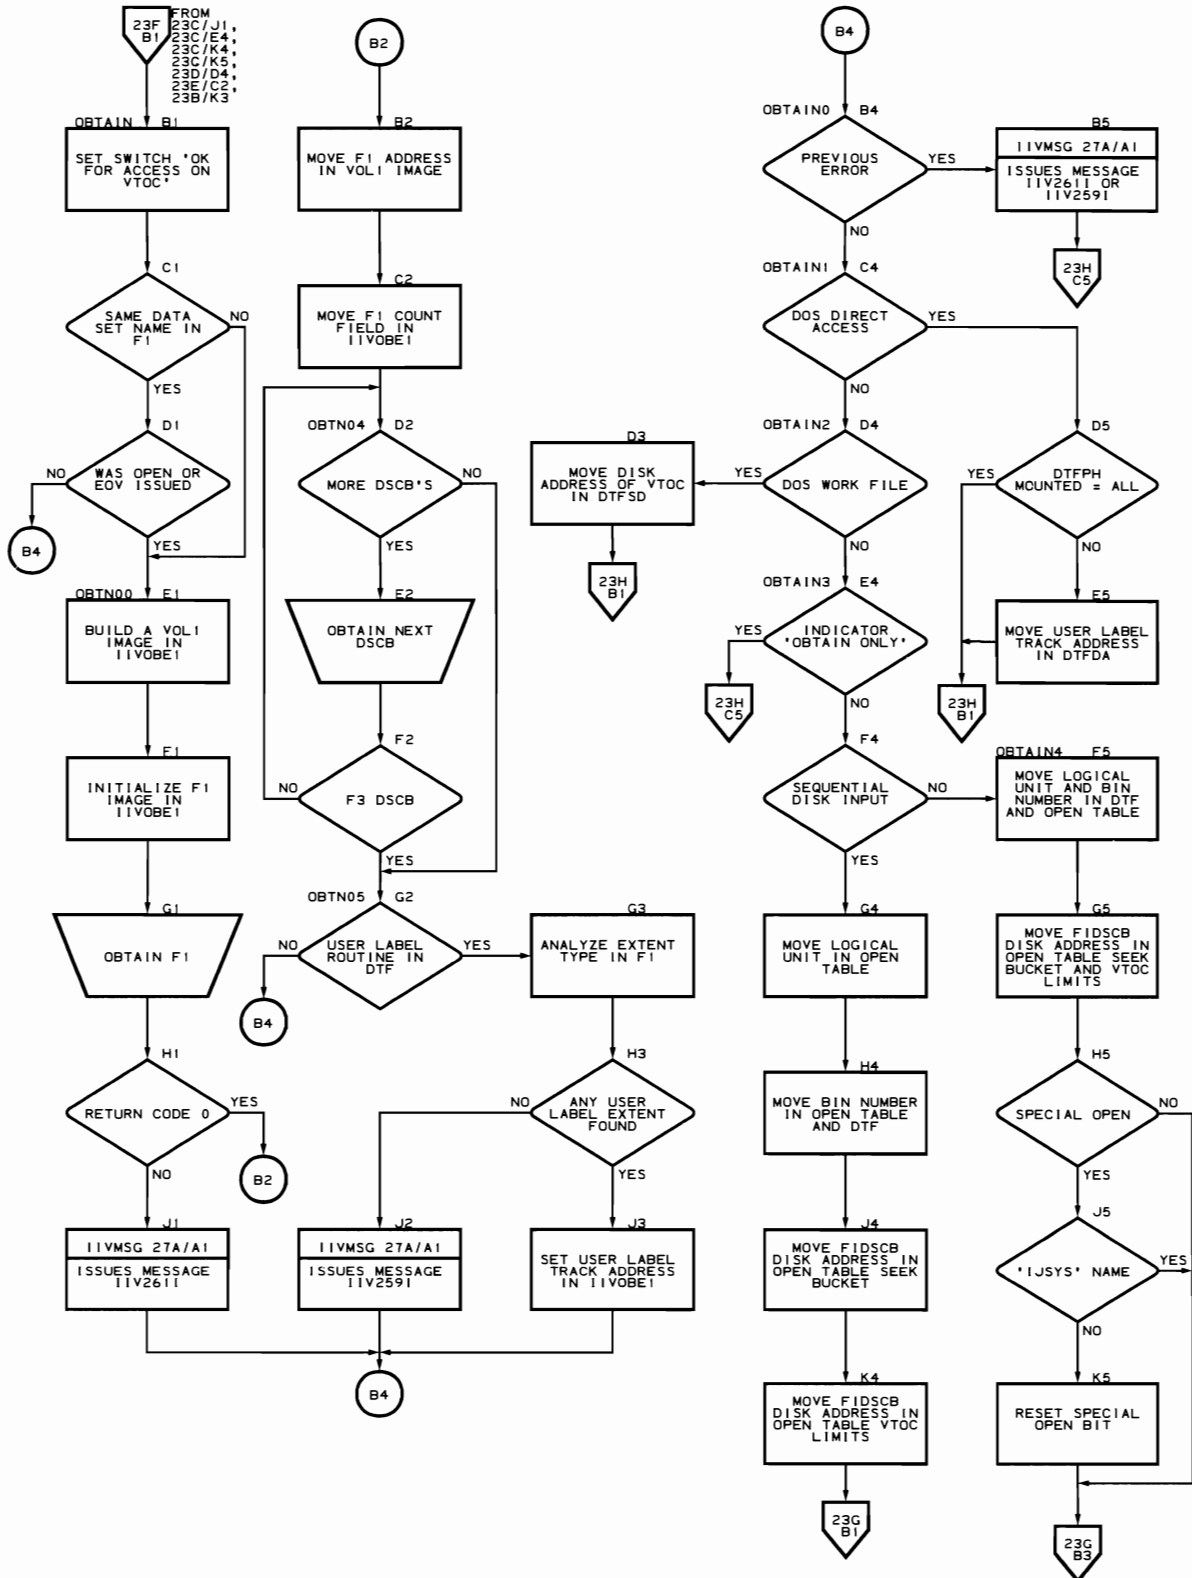 23F
B1
FROM
23C/J1,
23C/E4,
23C/K4,
23C/K5,
23D/D4,
23E/C2,
23B/K3
OBTAIN B1
SET SWITCH 'OK
FOR ACCESS ON
VTOC'
C1
SAME DATA
SET NAME IN
F1
NO
YES
D1
WAS OPEN OR
EOV ISSUED
NO
B4
YES
OBTN00 E1
BUILD A VOL1
IMAGE IN
IIVOBE1
F1
INITIALIZE F1
IMAGE IN
IIVOBE1
G1
OBTAIN F1
H1
RETURN CODE 0
YES
B2
NO
J1
IIVMSG 27A/A1
ISSUES MESSAGE
IIV261I
B2
B2
MOVE F1 ADDRESS
IN VOL1 IMAGE
C2
MOVE F1 COUNT
FIELD IN
IIVOBE1
OBTN04 D2
MORE DSCB'S
NO
YES
E2
OBTAIN NEXT
DSCB
F2
F3 DSCB
NO
YES
OBTN05 G2
USER LABEL
ROUTINE IN
DTF
NO
B4
YES
G3
ANALYZE EXTENT
TYPE IN F1
H3
ANY USER
LABEL EXTENT
FOUND
NO
YES
J2
IIVMSG 27A/A1
ISSUES MESSAGE
IIV259I
J3
SET USER LABEL
TRACK ADDRESS
IN IIVOBE1
B4
B4
OBTAIN0 B4
PREVIOUS
ERROR
YES
B5
IIVMSG 27A/A1
ISSUES MESSAGE
IIV261I OR
IIV259I
23H
C5
NO
OBTAIN1 C4
DOS DIRECT
ACCESS
YES
NO
OBTAIN2 D4
DOS WORK FILE
YES
D3
MOVE DISK
ADDRESS OF VTOC
IN DTFSD
23H
B1
NO
D5
DTFPH
MOUNTED = ALL
YES
NO
E5
MOVE USER LABEL
TRACK ADDRESS
IN DTFDA
23H
B1
OBTAIN3 E4
INDICATOR
'OBTAIN ONLY'
YES
23H
C5
NO
F4
SEQUENTIAL
DISK INPUT
NO
YES
OBTAIN4 F5
MOVE LOGICAL
UNIT AND BIN
NUMBER IN DTF
AND OPEN TABLE
G4
MOVE LOGICAL
UNIT IN OPEN
TABLE
H4
MOVE BIN NUMBER
IN OPEN TABLE
AND DTF
J4
MOVE FIDSCB
DISK ADDRESS IN
OPEN TABLE SEEK
BUCKET
K4
MOVE FIDSCB
DISK ADDRESS IN
OPEN TABLE VTOC
LIMITS
23G
B1
G5
MOVE FIDSCB
DISK ADDRESS IN
OPEN TABLE SEEK
BUCKET AND VTOC
LIMITS
H5
SPECIAL OPEN
NO
YES
J5
'IJSYS' NAME
YES
NO
K5
RESET SPECIAL
OPEN BIT
23G
B3